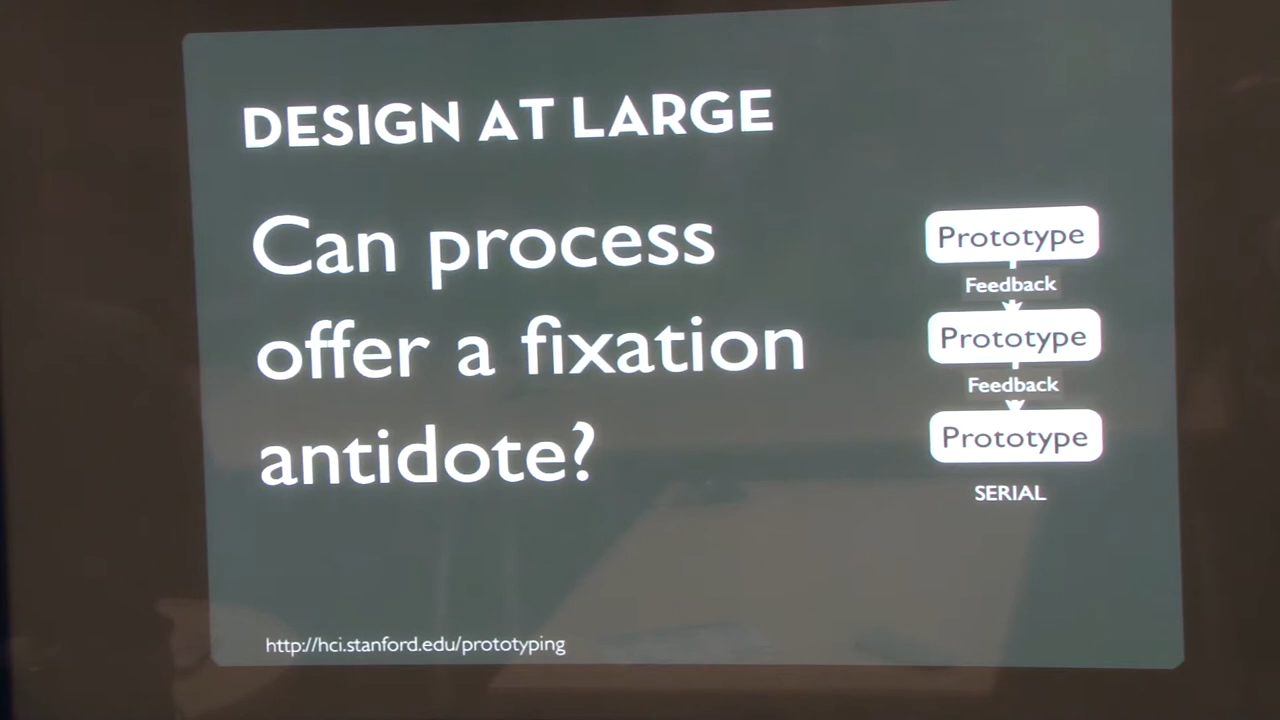 DESIGN AT LARGE
Can process
offer a fixation
antidote?
Prototype
Feedback
Prototype
Feedback
Prototype
SERIAL
http://hci.stanford.edu/prototyping